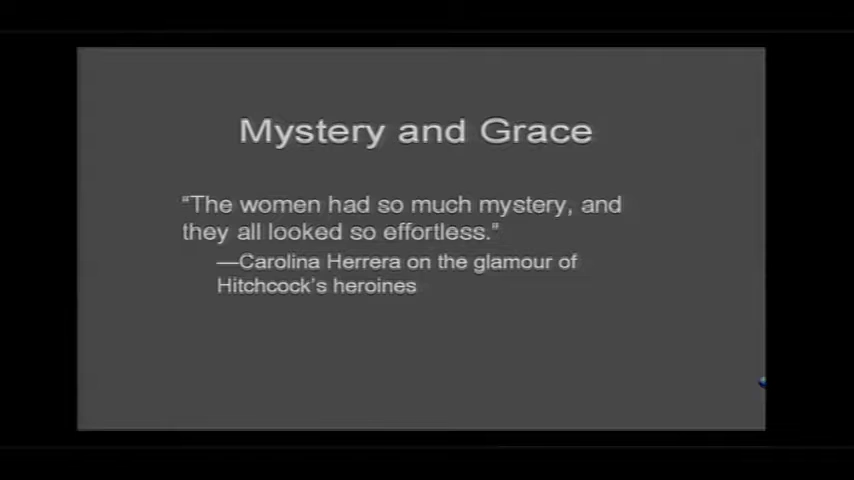 Mystery and Grace
“The women had so much mystery, and
they all looked so effortless.”
—Carolina Herrera on the glamour of
Hitchcock’s heroines